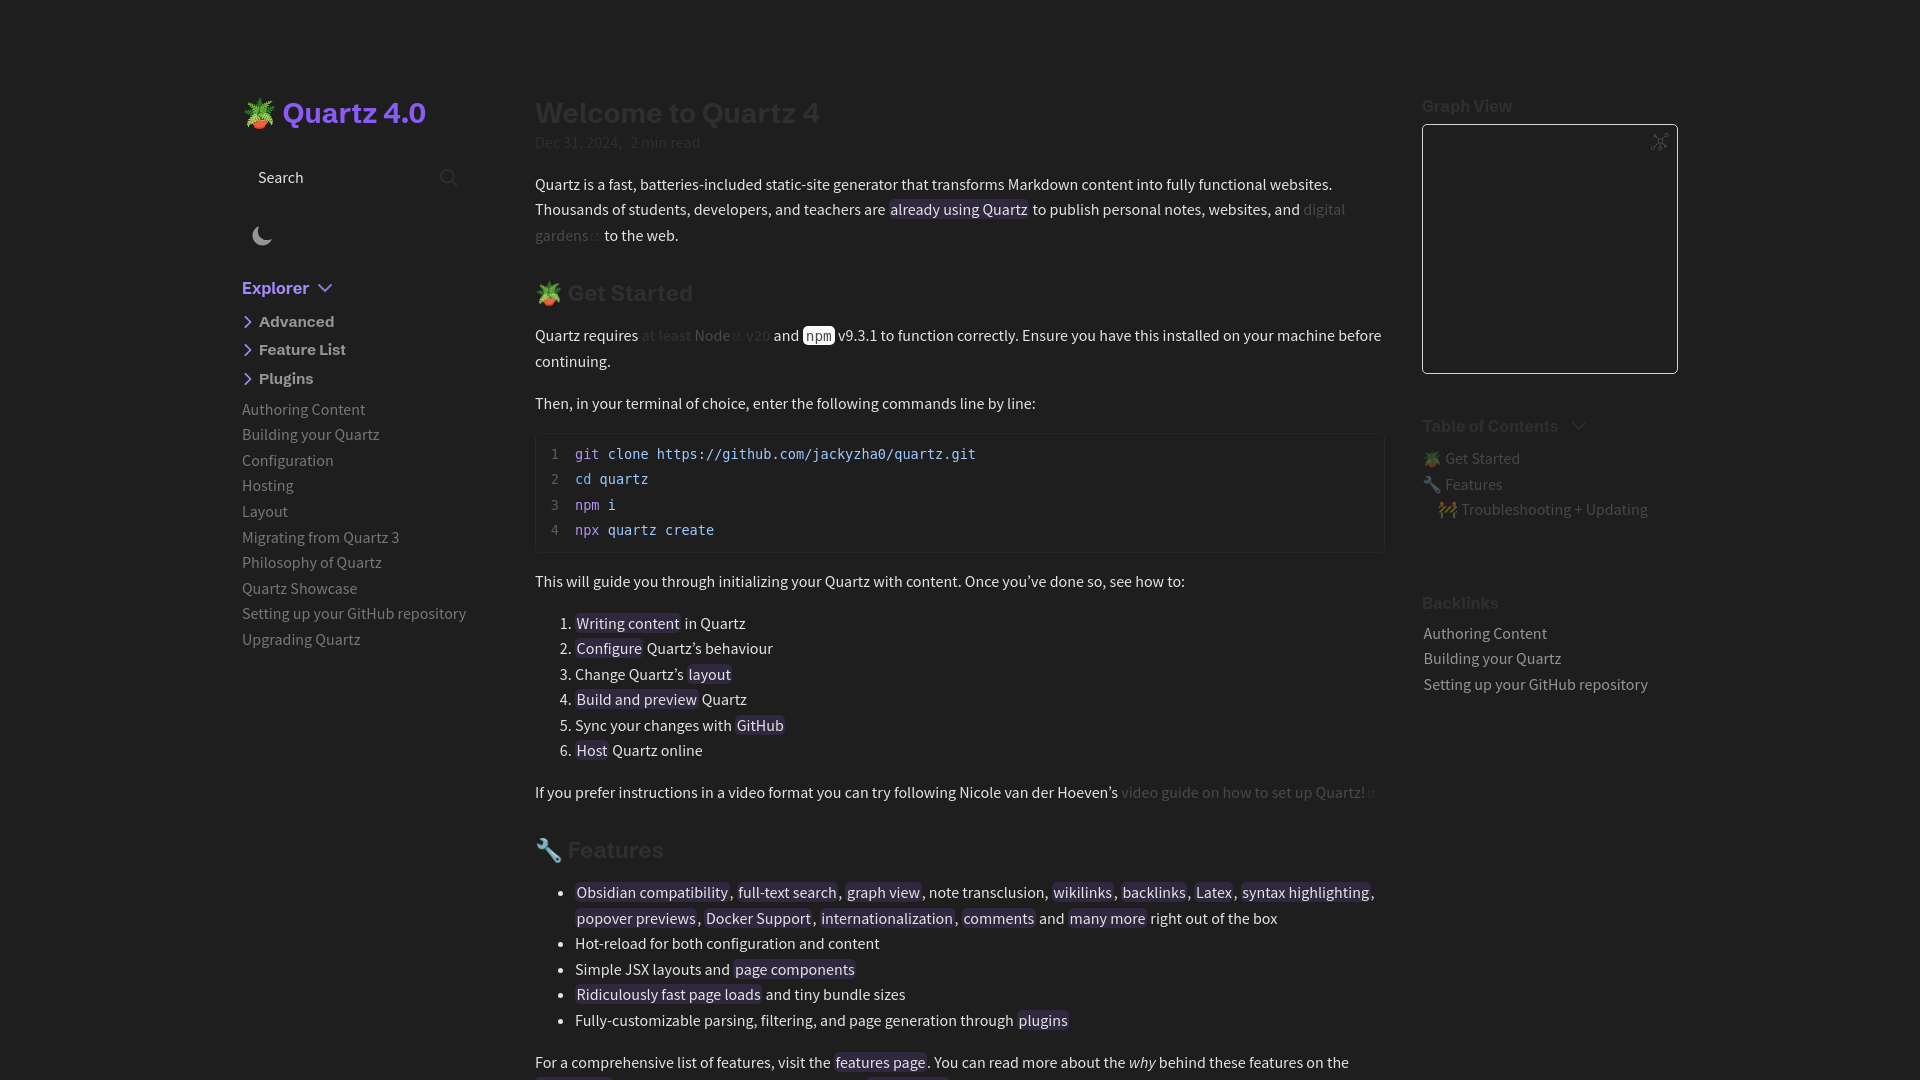 Quartz 4.0
Search
Explorer
Advanced
Feature List
Plugins
Authoring Content
Building your Quartz
Configuration
Hosting
Layout
Migrating from Quartz 3
Philosophy of Quartz
Quartz Showcase
Setting up your GitHub repository
Upgrading Quartz
Welcome to Quartz 4
Dec 31, 2024, 2 min read
Quartz is a fast, batteries-included static-site generator that transforms Markdown content into fully functional websites.
Thousands of students, developers, and teachers are already using Quartz to publish personal notes, websites, and digital
gardens to the web.
🪴 Get Started
Quartz requires at least Node v20 and npm v9.3.1 to function correctly. Ensure you have this installed on your machine before
continuing.
Then, in your terminal of choice, enter the following commands line by line:
1 git clone https://github.com/jackyzha0/quartz.git
2 cd quartz
3 npm i
4 npx quartz create
This will guide you through initializing your Quartz with content. Once you’ve done so, see how to:
1. Writing content in Quartz
2. Configure Quartz’s behaviour
3. Change Quartz’s layout
4. Build and preview Quartz
5. Sync your changes with GitHub
6. Host Quartz online
If you prefer instructions in a video format you can try following Nicole van der Hoeven’s video guide on how to set up Quartz!
🔧 Features
• Obsidian compatibility, full-text search, graph view, note transclusion, wikilinks, backlinks, Latex, syntax highlighting,
popover previews, Docker Support, internationalization, comments and many more right out of the box
• Hot-reload for both configuration and content
• Simple JSX layouts and page components
• Ridiculously fast page loads and tiny bundle sizes
• Fully-customizable parsing, filtering, and page generation through plugins
For a comprehensive list of features, visit the features page. You can read more about the why behind these features on the
Graph View
Table of Contents
🪴 Get Started
🔧 Features
🚧 Troubleshooting + Updating
Backlinks
Authoring Content
Building your Quartz
Setting up your GitHub repository